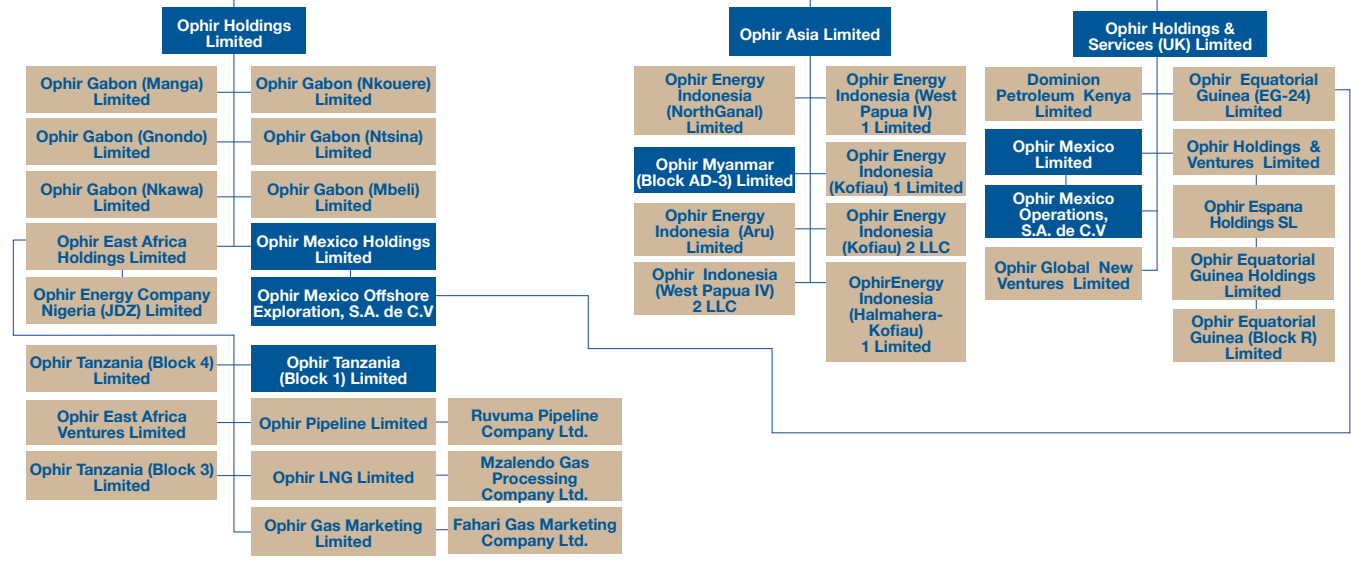 Ophir Holdings
Limited
Ophir Gabon (Manga)
Limited
Ophir Gabon (Nkouere)
Limited
Ophir Gabon (Gnondo)
Limited
Ophir Gabon (Ntsina)
Limited
Ophir Gabon (Nkawa)
Limited
Ophir Gabon (Mbeli)
Limited
Ophir East Africa
Holdings Limited
Ophir Mexico Holdings
Limited
Ophir Energy Company
Nigeria (JDZ) Limited
Ophir Mexico Offshore
Exploration, S.A. de C.V
Ophir Tanzania (Block 4)
Limited
Ophir Tanzania
(Block 1) Limited
Ophir East Africa
Ventures Limited
Ophir Pipeline Limited
Ruvuma Pipeline
Company Ltd.
Ophir Tanzania (Block 3)
Limited
Ophir LNG Limited
Mzalendo Gas
Processing
Company Ltd.
Ophir Gas Marketing
Limited
Fahari Gas Marketing
Company Ltd.
Ophir Asia Limited
Ophir Energy
Indonesia
(NorthGanal)
Limited
Ophir Energy
Indonesia (West
Papua IV)
1 Limited
Ophir Myanmar
(Block AD-3) Limited
Ophir Energy
Indonesia
(Kofiau) 1 Limited
Ophir Energy
Indonesia (Aru)
Limited
Ophir Energy
Indonesia
(Kofiau) 2 LLC
Ophir Indonesia
(West Papua IV)
2 LLC
OphirEnergy
Indonesia
(Halmahera-
Kofiau)
1 Limited
Ophir Holdings &
Services (UK) Limited
Dominion
Petroleum Kenya
Limited
Ophir Equatorial
Guinea (EG-24)
Limited
Ophir Mexico
Limited
Ophir Holdings &
Ventures Limited
Ophir Mexico
Operations,
S.A. de C.V
Ophir Espana
Holdings SL
Ophir Global New
Ventures Limited
Ophir Equatorial
Guinea Holdings
Limited
Ophir Equatorial
Guinea (Block R)
Limited